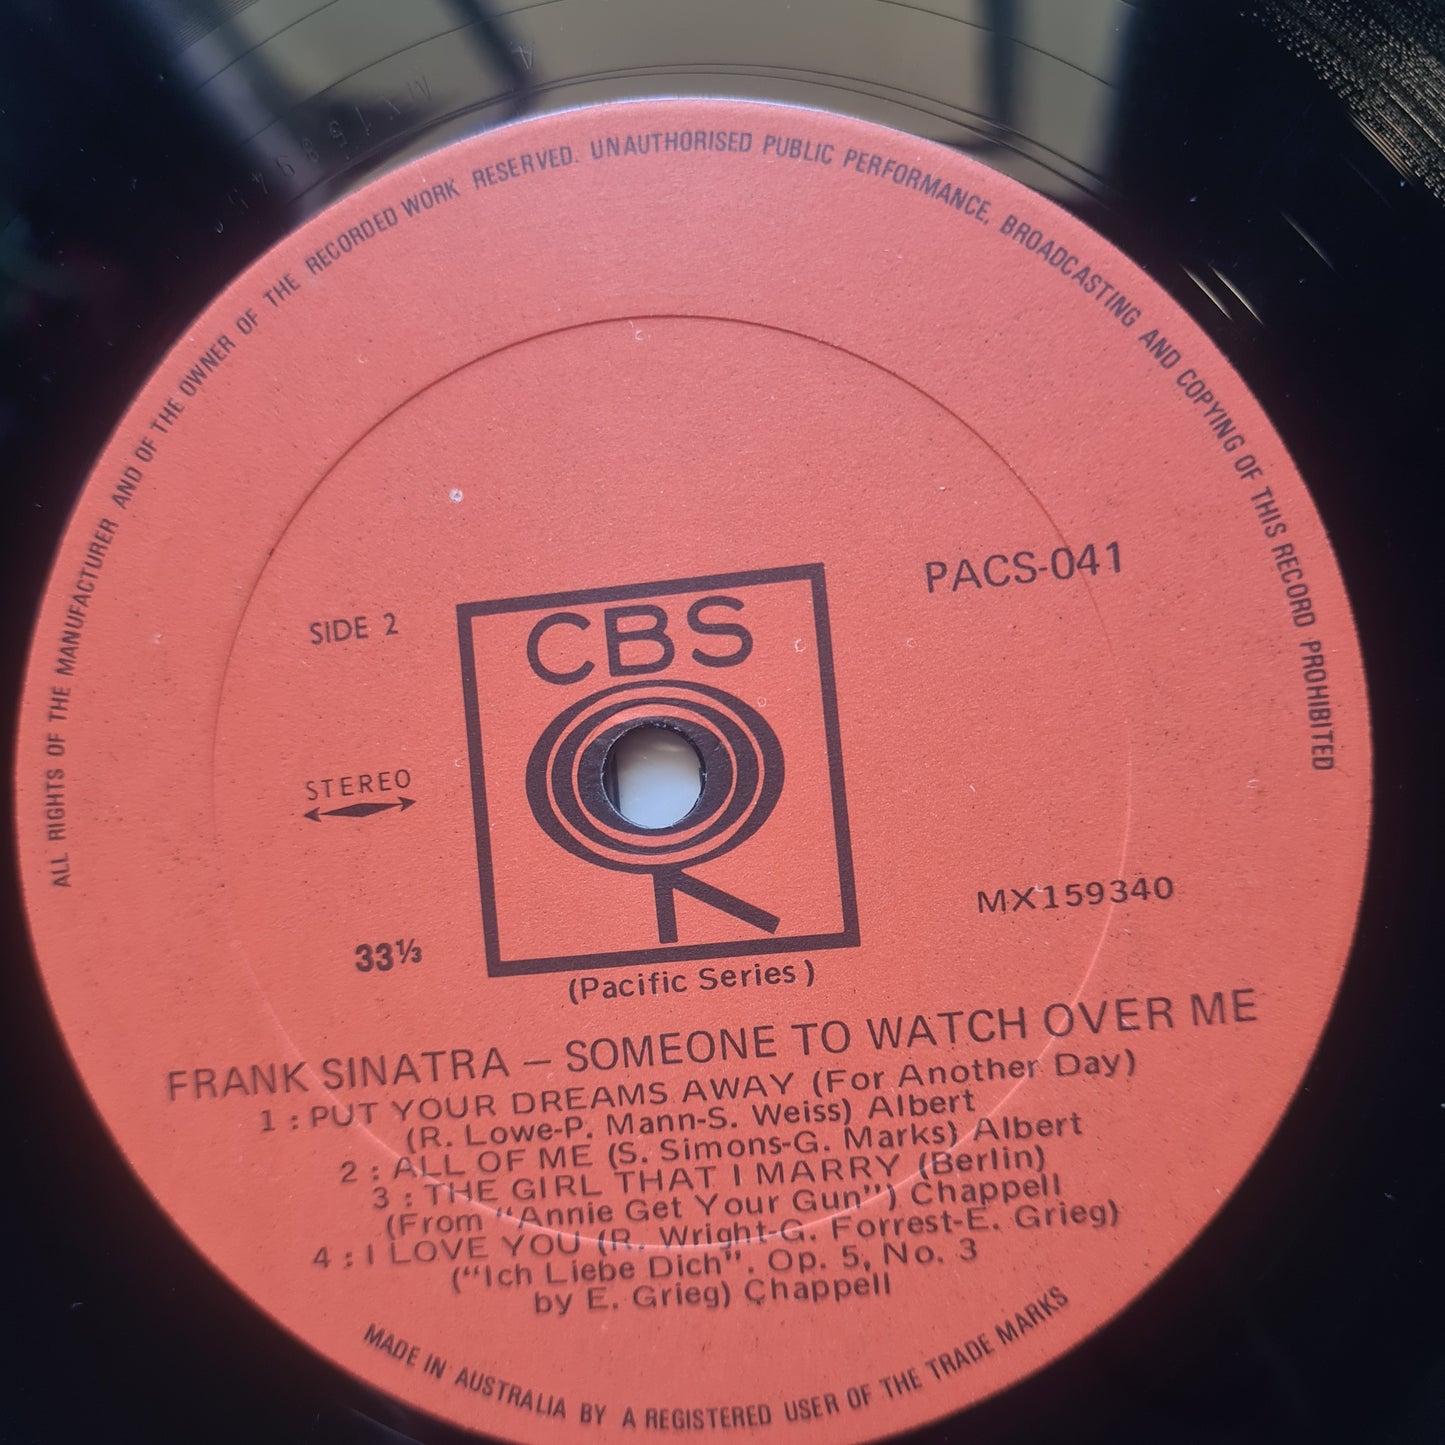 ALL RIGHTS OF THE MANUFACTURER AND OF THE OWNER OF THE RECORDED WORK RESERVED. UNAUTHORISED PUBLIC PERFORMANCE, BROADCASTING AND COPYING OF THIS RECORD PROHIBITED
PACS-041
SIDE 2
CBS
STEREO
MX159340
33⅓
(Pacific Series)
FRANK SINATRA – SOMEONE TO WATCH OVER ME
1 : PUT YOUR DREAMS AWAY (For Another Day)
(R. Lowe-P. Mann-S. Weiss) Albert
2 : ALL OF ME (S. Simons-G. Marks) Albert
3 : THE GIRL THAT I MARRY (Berlin)
(From "Annie Get Your Gun") Chappell
4 : I LOVE YOU (R. Wright-G. Forrest-E. Grieg)
("Ich Liebe Dich". Op. 5, No. 3
by E. Grieg) Chappell
MADE IN AUSTRALIA BY A REGISTERED USER OF THE TRADE MARKS